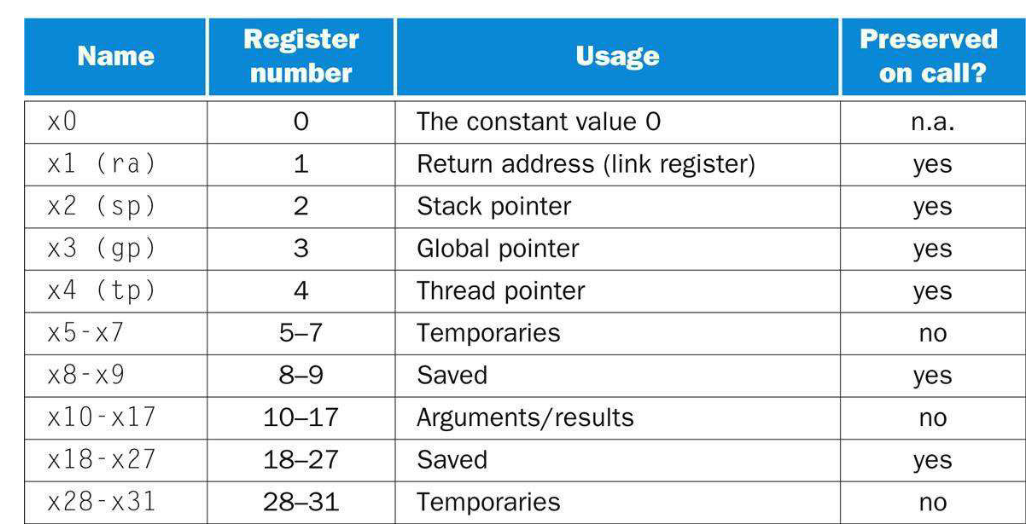 Name Register number Usage Preserved on call?
x0 0 The constant value 0 n.a.
x1 (ra) 1 Return address (link register) yes
x2 (sp) 2 Stack pointer yes
x3 (gp) 3 Global pointer yes
x4 (tp) 4 Thread pointer yes
x5-x7 5–7 Temporaries no
x8-x9 8–9 Saved yes
x10-x17 10–17 Arguments/results no
x18-x27 18–27 Saved yes
x28-x31 28–31 Temporaries no